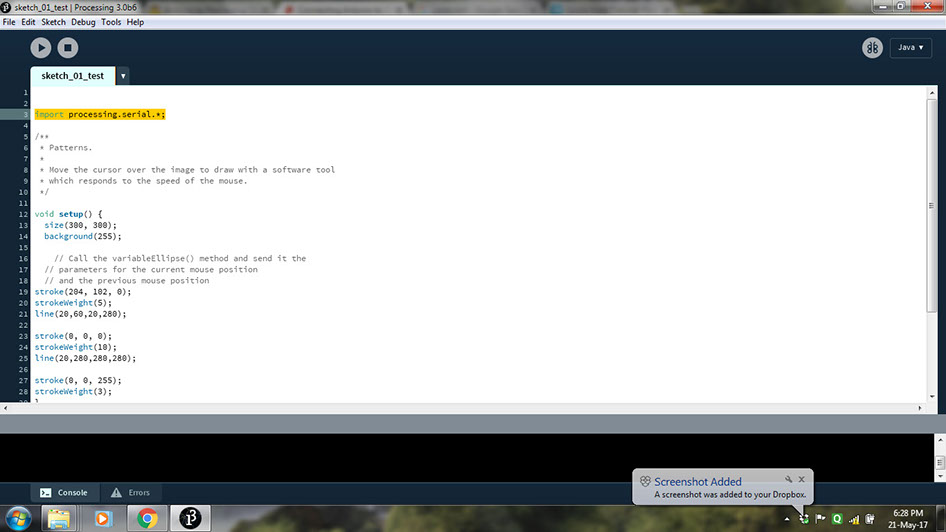 sketch_01_test | Processing 3.0b6
File Edit Sketch Debug Tools Help
Java ▾
sketch_01_test ▾
1
2
3 import processing.serial.*;
4
5 /**
6 * Patterns.
7 *
8 * Move the cursor over the image to draw with a software tool
9 * which responds to the speed of the mouse.
10 */
11
12 void setup() {
13 size(300, 300);
14 background(255);
15
16 // Call the variableEllipse() method and send it the
17 // parameters for the current mouse position
18 // and the previous mouse position
19 stroke(204, 102, 0);
20 strokeWeight(5);
21 line(20,60,20,280);
22
23 stroke(0, 0, 0);
24 strokeWeight(10);
25 line(20,280,280,280);
26
27 stroke(0, 0, 255);
28 strokeWeight(3);
Screenshot Added
A screenshot was added to your Dropbox.
Console Errors
6:28 PM
21-May-17